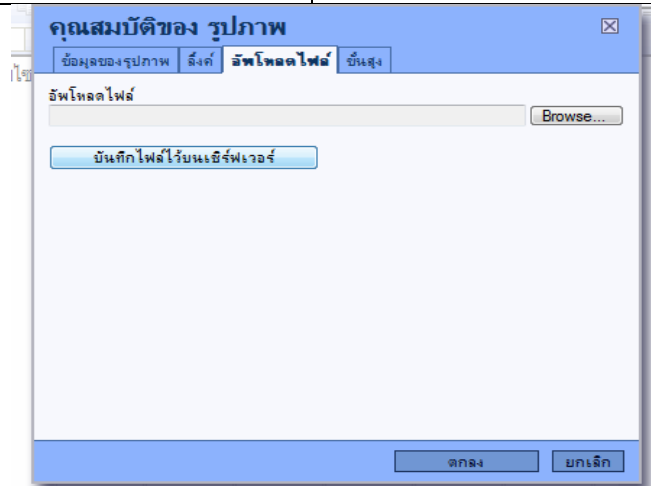 คุณสมบัติของ รูปภาพ
ข้อมูลของรูปภาพ ลิ้งค์ อัพโหลดไฟล์ ขั้นสูง
อัพโหลดไฟล์
Browse...
บันทึกไฟล์ไว้บนเซิร์ฟเวอร์
ตกลง ยกเลิก